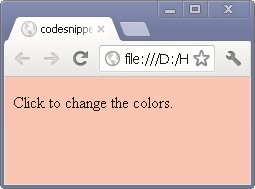 codesnippe
file:///D:/H
Click to change the colors.